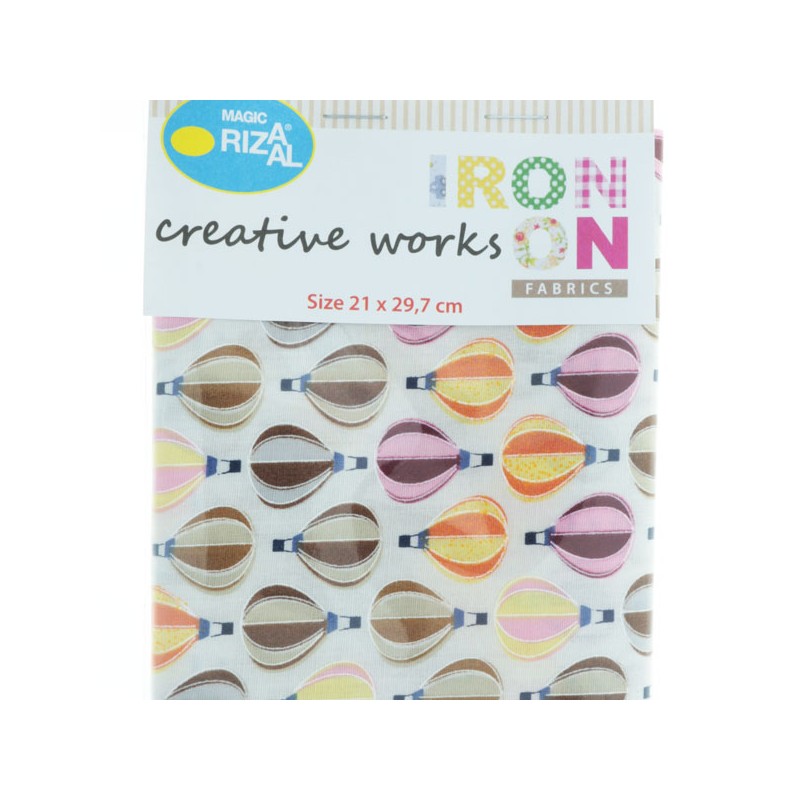 MAGIC
RIZAAL®
IRON
creative works ON
FABRICS
Size 21 x 29,7 cm